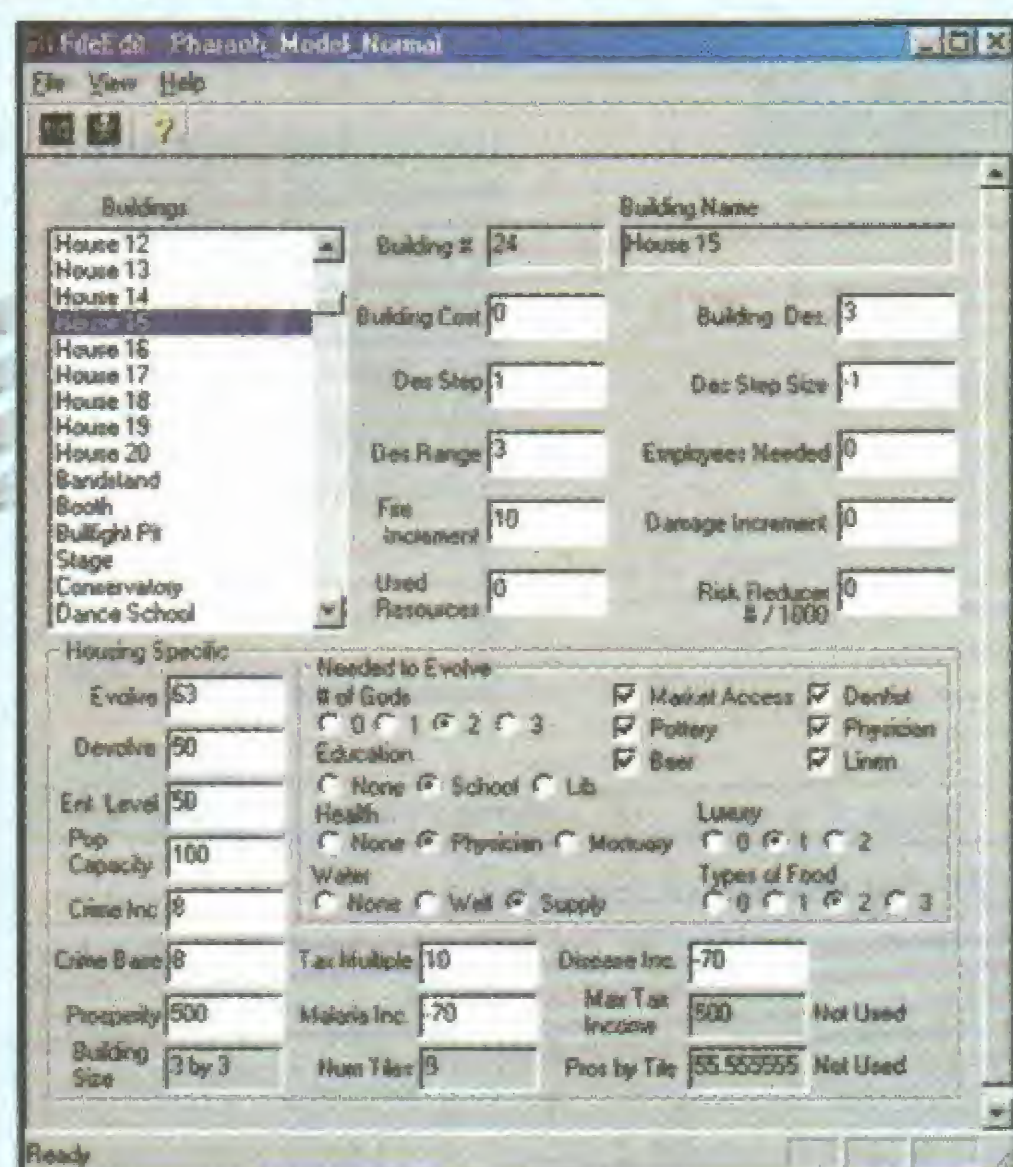 FileEdit Pharaoh_Model_Normal
File View Help
?
Buildings
House 12
House 13
House 14
House 15
House 16
House 17
House 18
House 19
House 20
Bandstand
Booth
Bullfight Pit
Stage
Conservatory
Dance School
Building Name
Building # 24 House 15
Building Cost 0 Building Des. 3
Des Step 1 Des Step Size -1
Des Range 3 Employees Needed 0
Fire Increment 10 Damage Increment 0
Used Resources 0 Risk Reducer # / 1000 0
Housing Specific
Evolve 63
Devolve 50
Ent. Level 50
Pop Capacity 100
Crime Inc 8
Crime Base 8
Prosperity 500
Building Size 3 by 3
Needed to Evolve
# of Gods
0 1 2 3
Education
None School Lib
Health
None Physician Mortuary
Water
None Well Supply
Market Access Dentist
Pottery Physician
Beer Linen
Luxury
0 1 2
Types of Food
0 1 2 3
Tax Multiple 10 Disease Inc. -70
Malaria Inc. -70 Max Tax Income 500 Not Used
Num Tiles 9 Pros by Tile 55.555555 Not Used
Ready